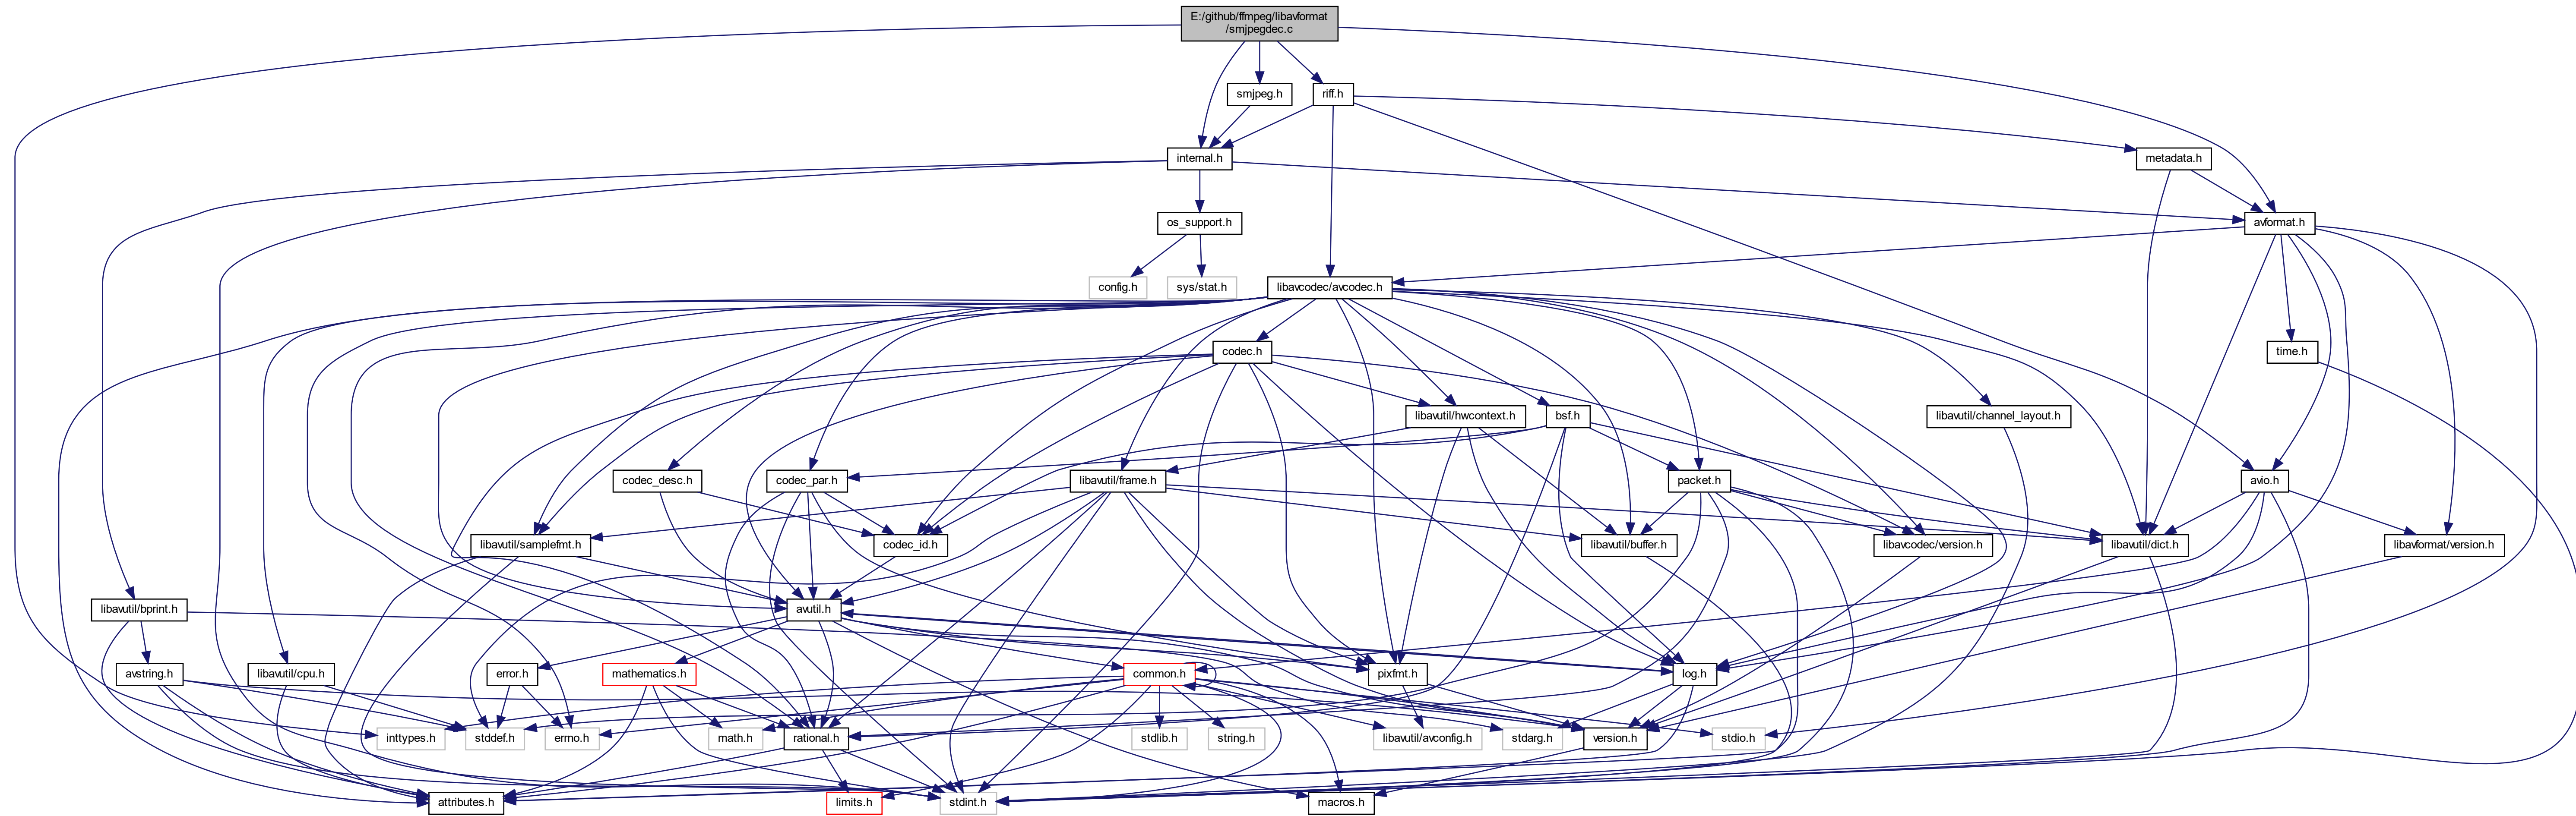 E:/github/ffmpeg/libavformat
/smjpegdec.c
smjpeg.h
riff.h
internal.h
metadata.h
os_support.h
avformat.h
config.h
sys/stat.h
libavcodec/avcodec.h
codec.h
time.h
libavutil/hwcontext.h
bsf.h
libavutil/channel_layout.h
codec_desc.h
codec_par.h
libavutil/frame.h
packet.h
avio.h
libavutil/samplefmt.h
codec_id.h
libavutil/buffer.h
libavcodec/version.h
libavutil/dict.h
libavformat/version.h
libavutil/bprint.h
avutil.h
avstring.h
libavutil/cpu.h
error.h
mathematics.h
common.h
pixfmt.h
log.h
inttypes.h
stddef.h
errno.h
math.h
rational.h
stdlib.h
string.h
libavutil/avconfig.h
stdarg.h
version.h
stdio.h
attributes.h
limits.h
stdint.h
macros.h